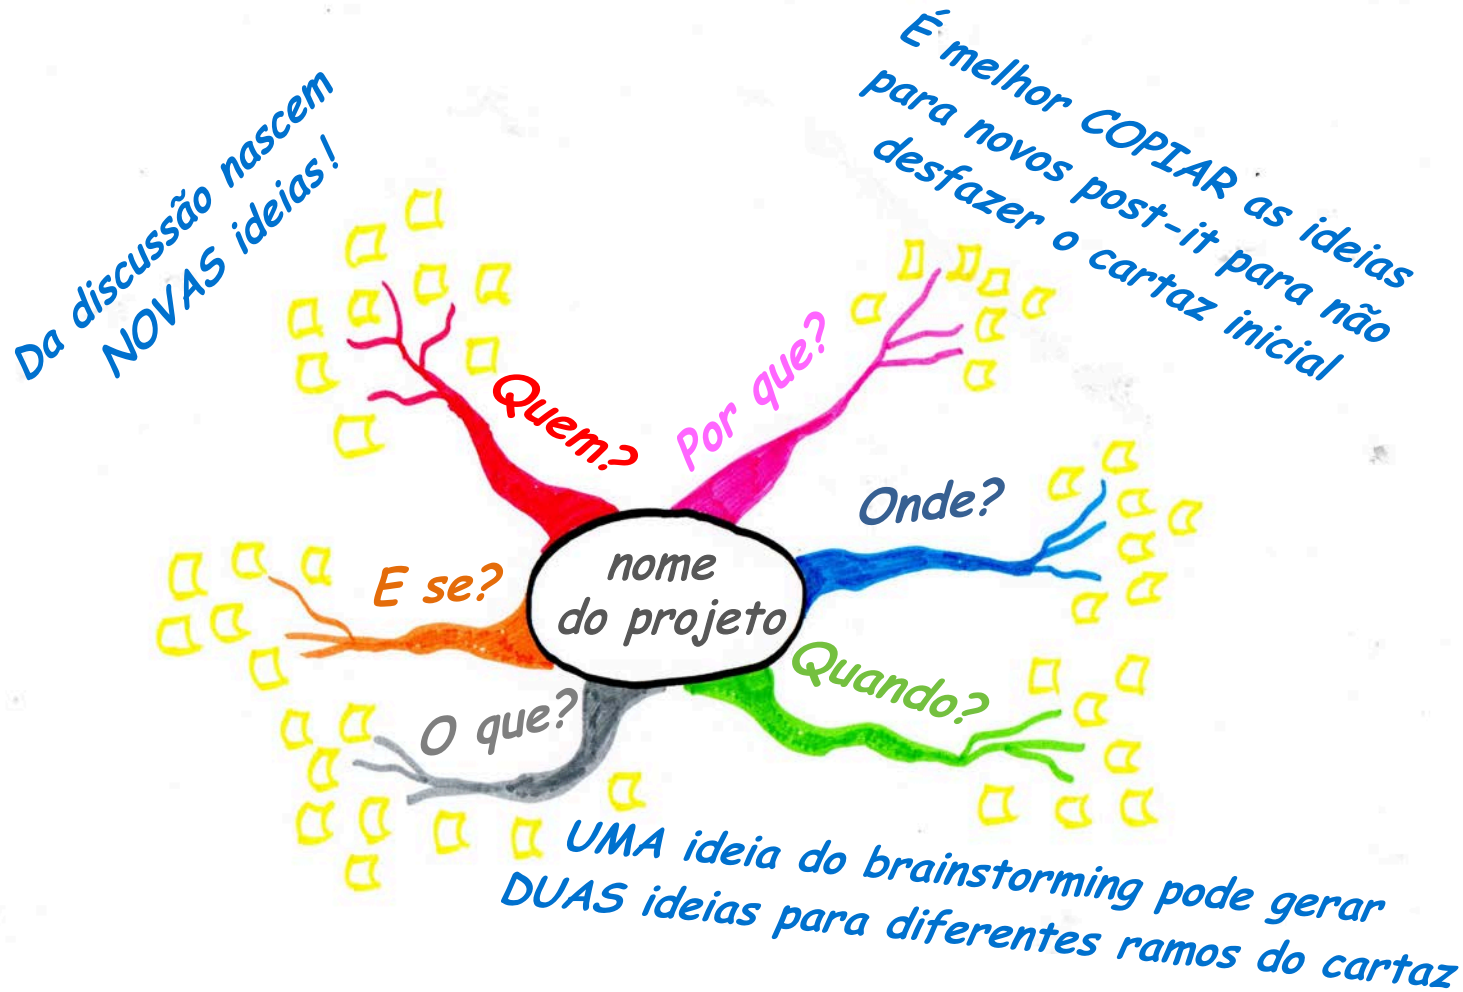 Da discussão nascem
NOVAS ideias!
É melhor COPIAR as ideias
para novos post-it para não
desfazer o cartaz inicial
Quem?
Por que?
Onde?
E se?
nome
do projeto
Quando?
O que?
UMA ideia do brainstorming pode gerar
DUAS ideias para diferentes ramos do cartaz